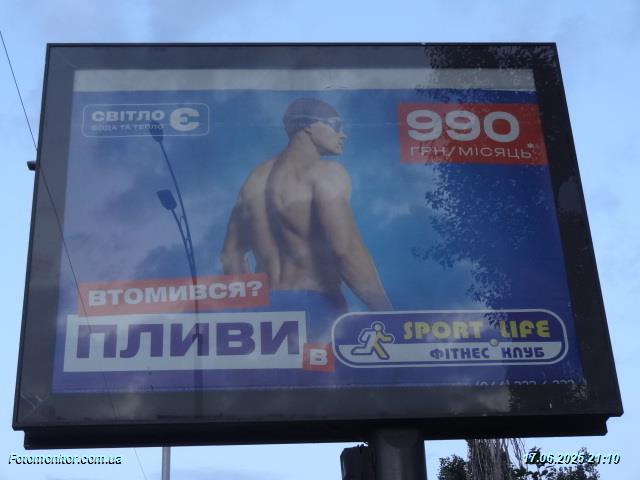 СВІТЛО Є
ВОДА ТА ТЕПЛО
990
ГРН/МІСЯЦЬ*
ВТОМИВСЯ?
ПЛИВИ
В
SPORT LIFE
ФІТНЕС КЛУБ
Fotomonitor.com.ua
17.06.2025 21:10